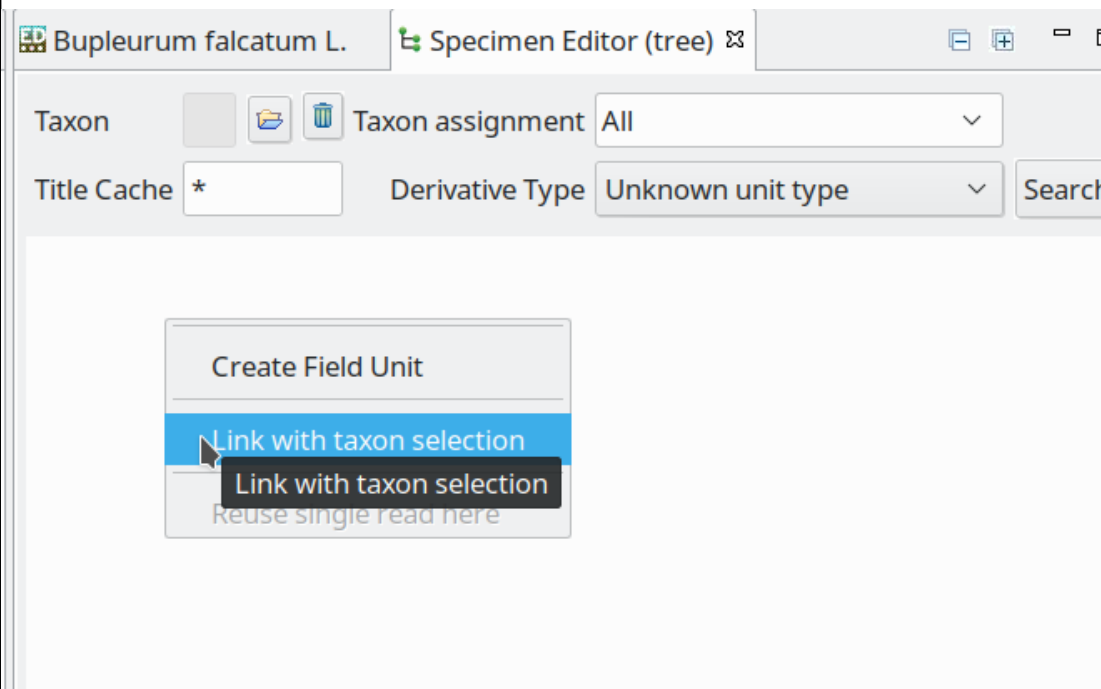 Bupleurum falcatum L. Specimen Editor (tree)
Taxon Taxon assignment All
Title Cache * Derivative Type Unknown unit type Search
Create Field Unit
Link with taxon selection
Link with taxon selection
Reuse single read here